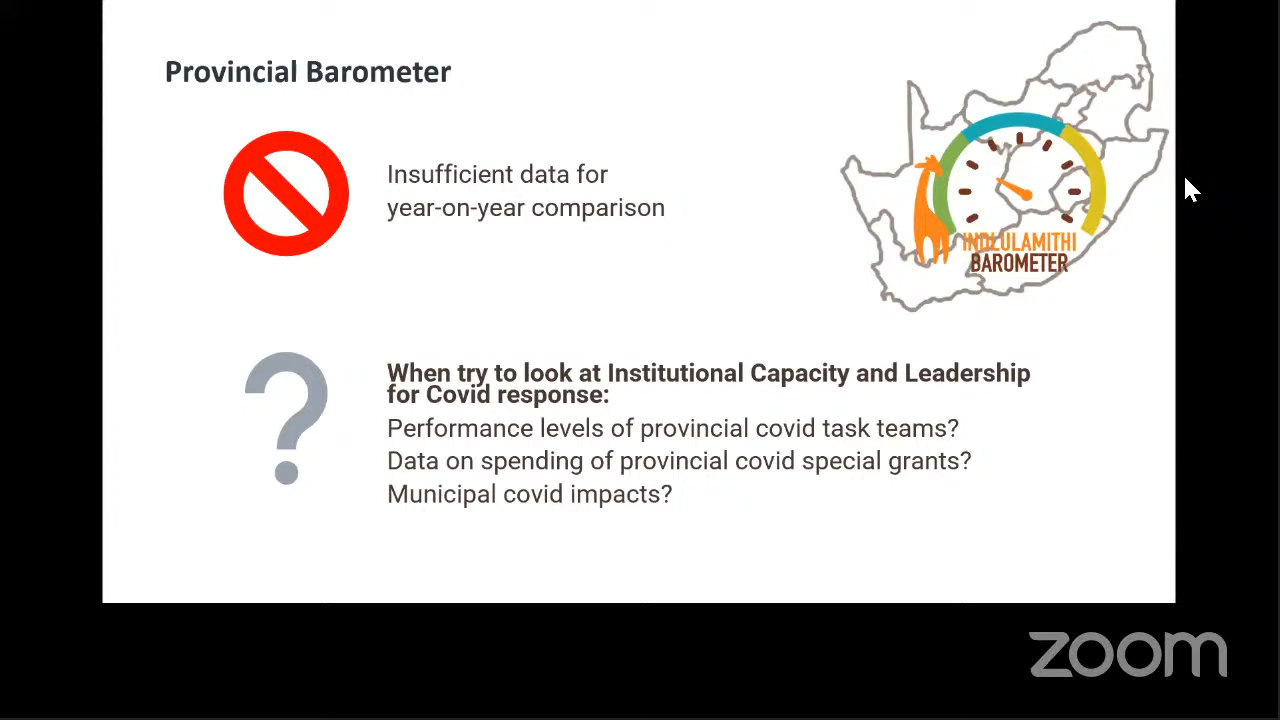 Provincial Barometer
Insufficient data for
year-on-year comparison
INDLULAMITHI
BAROMETER
When try to look at Institutional Capacity and Leadership
for Covid response:
Performance levels of provincial covid task teams?
Data on spending of provincial covid special grants?
Municipal covid impacts?
zoom